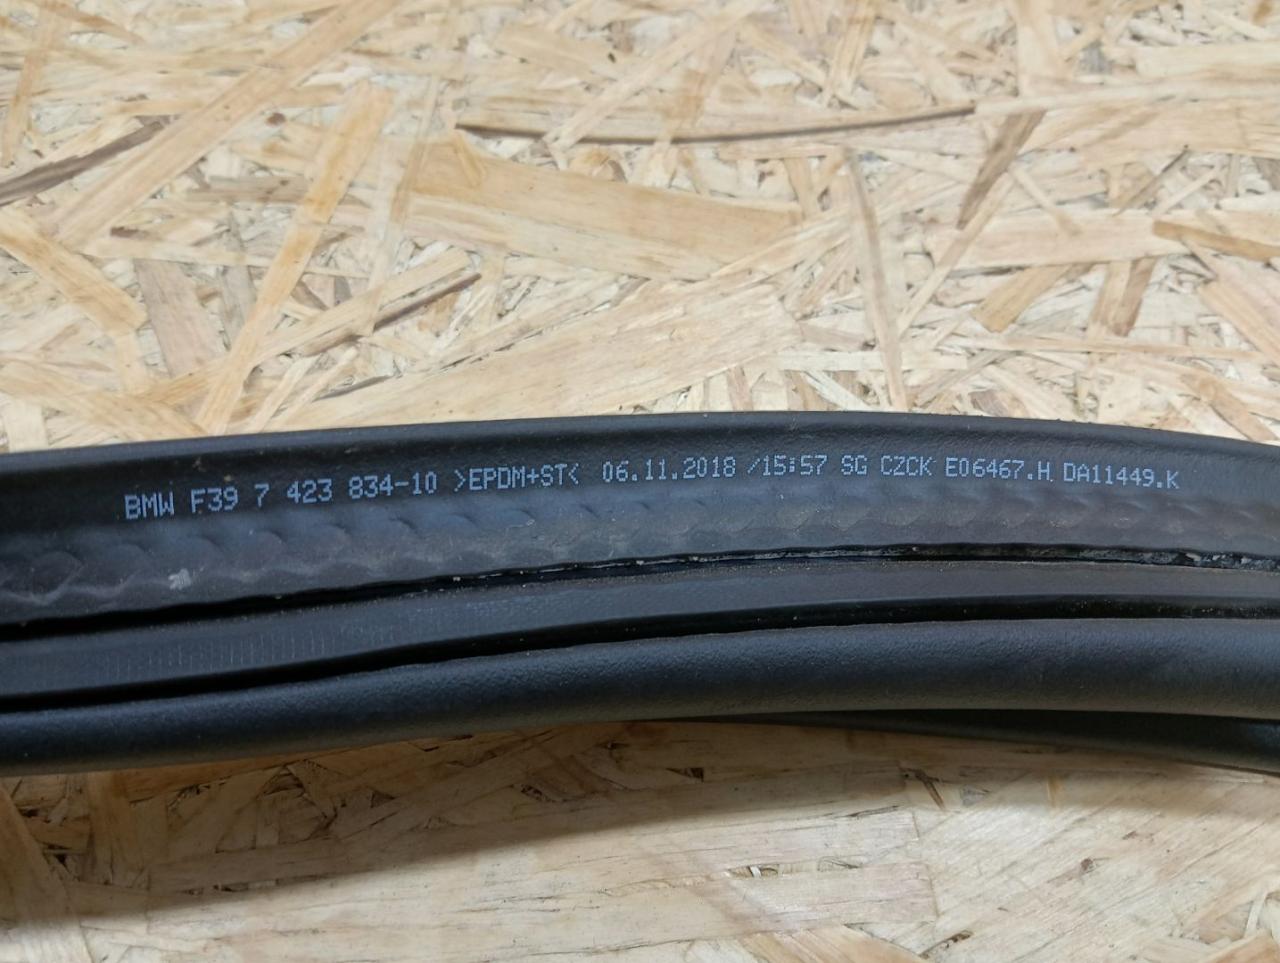 BMW F39 7 423 834-10 >EPDM+ST< 06.11.2018 /15:57 SG CZCK E06467.H DA11449.K